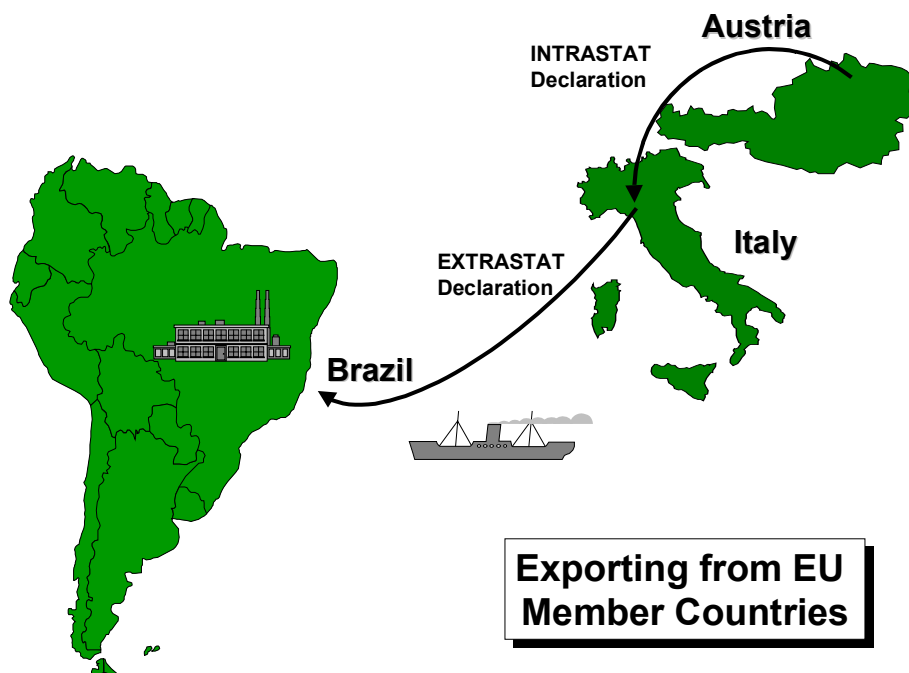 Austria
INTRASTAT
Declaration
Italy
EXTRASTAT
Declaration
Brazil
Exporting from EU
Member Countries